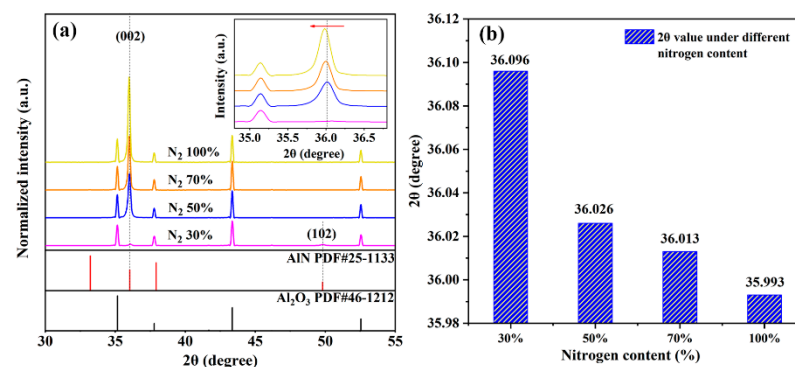 (a)
(002)
Normalized intensity (a.u.)
N₂ 100%
N₂ 70%
N₂ 50%
N₂ 30%
(102)
AlN PDF#25-1133
Al₂O₃ PDF#46-1212
30 35 40 45 50 55
2θ (degree)
Intensity (a.u.)
35.0 35.5 36.0 36.5
2θ (degree)
(b)
2θ value under different
nitrogen content
2θ (degree)
36.12
36.10
36.08
36.06
36.04
36.02
36.00
35.98
36.096
36.026
36.013
35.993
30% 50% 70% 100%
Nitrogen content (%)